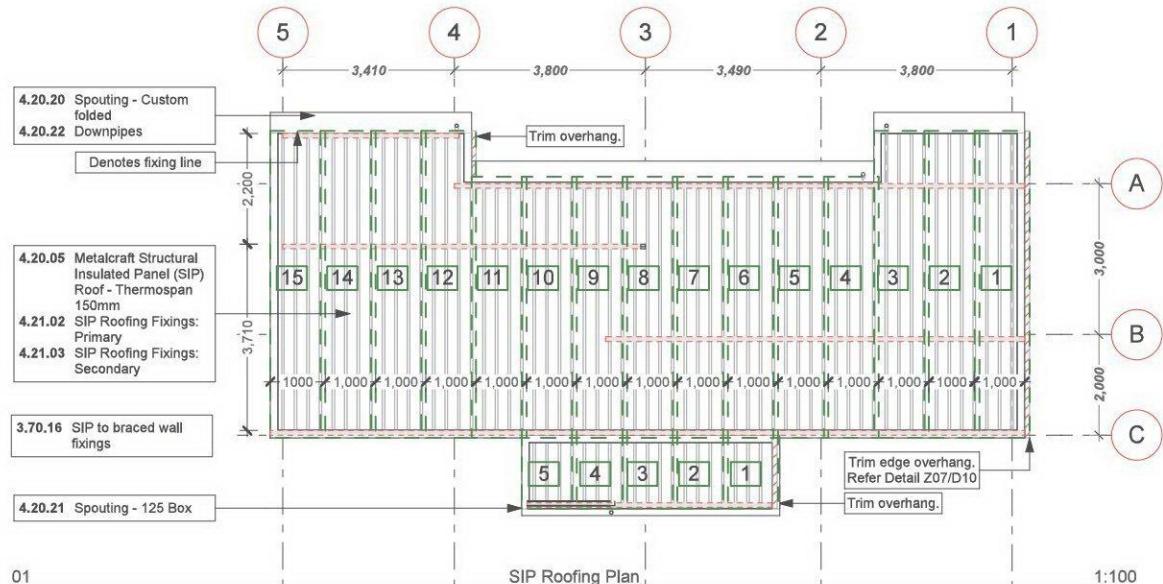 5
4
3
2
1
3,410
3,800
3,490
3,800
4.20.20 Spouting - Custom
folded
4.20.22 Downpipes
Denotes fixing line
Trim overhang.
2,200
A
4.20.05 Metalcraft Structural
Insulated Panel (SIP)
Roof - Thermospan
150mm
4.21.02 SIP Roofing Fixings:
Primary
4.21.03 SIP Roofing Fixings:
Secondary
15
14
13
12
11
10
9
8
7
6
5
4
3
2
1
3,000
3,710
B
1000
1,000
1,000
1,000
1,000
1,000
1,000
1,000
1,000
1,000
1,000
1,000
1,000
1000
1,000
2,000
3.70.16 SIP to braced wall
fixings
C
5
4
3
2
1
Trim edge overhang.
Refer Detail Z07/D10
4.20.21 Spouting - 125 Box
Trim overhang.
01
SIP Roofing Plan
1:100